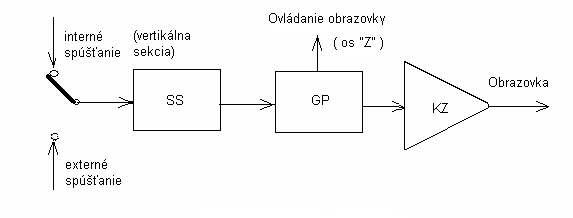 Ovládanie obrazovky
( os "Z" )
interné
spúšťanie
(vertikálna
sekcia)
Obrazovka
SS
GP
KZ
externé
spúšťanie